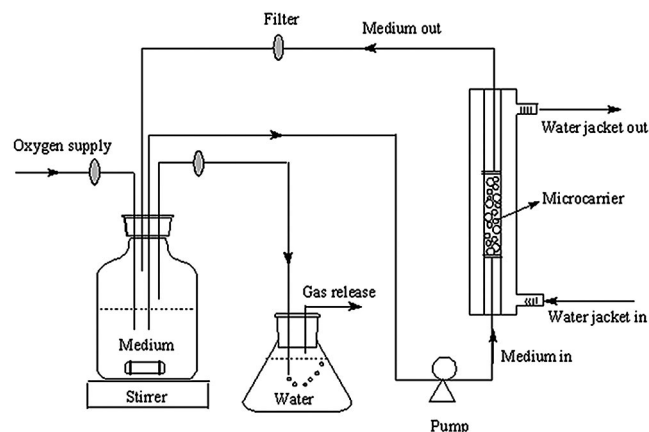 Filter
Medium out
Water jacket out
Oxygen supply
Microcarrier
Gas release
Water jacket in
Medium
Medium in
Stirrer
Water
Pump